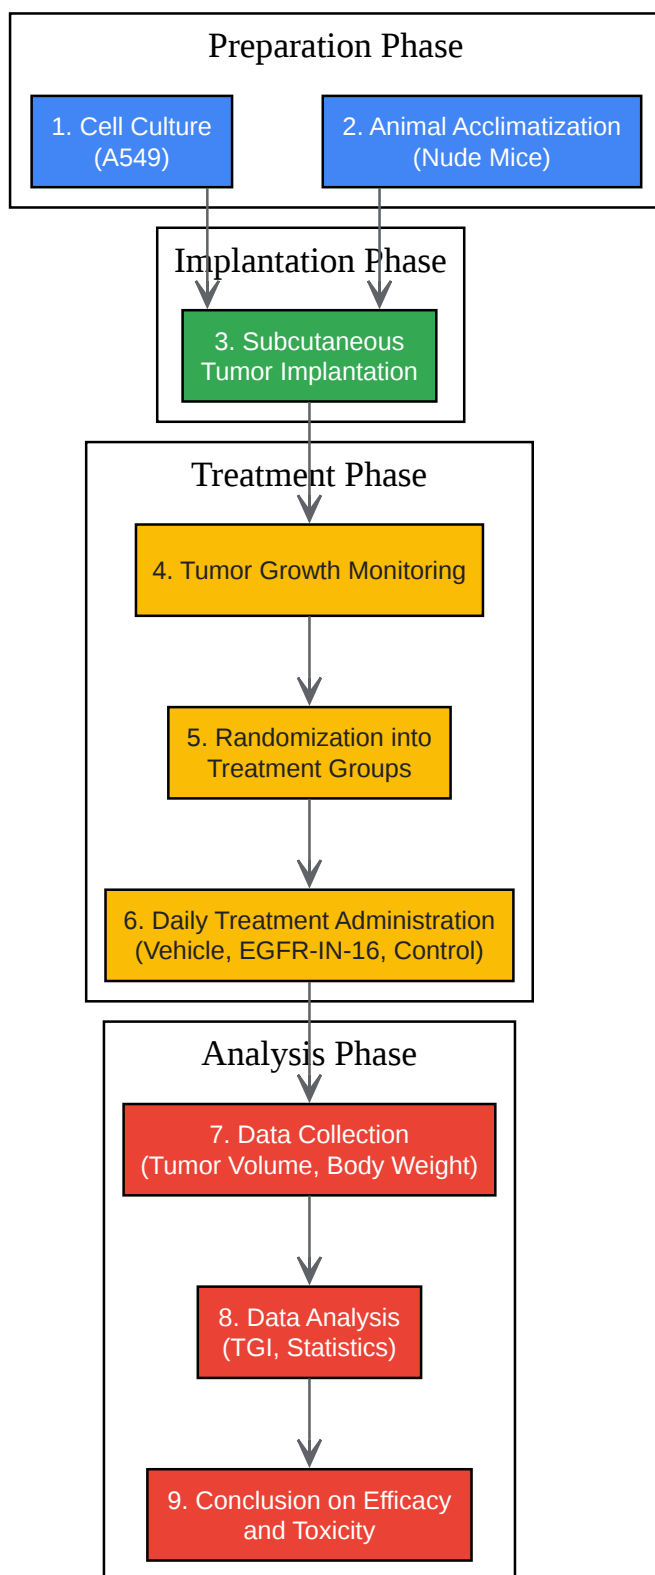 Preparation Phase
1. Cell Culture
(A549)
2. Animal Acclimatization
(Nude Mice)
Implantation Phase
3. Subcutaneous
Tumor Implantation
Treatment Phase
4. Tumor Growth Monitoring
5. Randomization into
Treatment Groups
6. Daily Treatment Administration
(Vehicle, EGFR-IN-16, Control)
Analysis Phase
7. Data Collection
(Tumor Volume, Body Weight)
8. Data Analysis
(TGI, Statistics)
9. Conclusion on Efficacy
and Toxicity